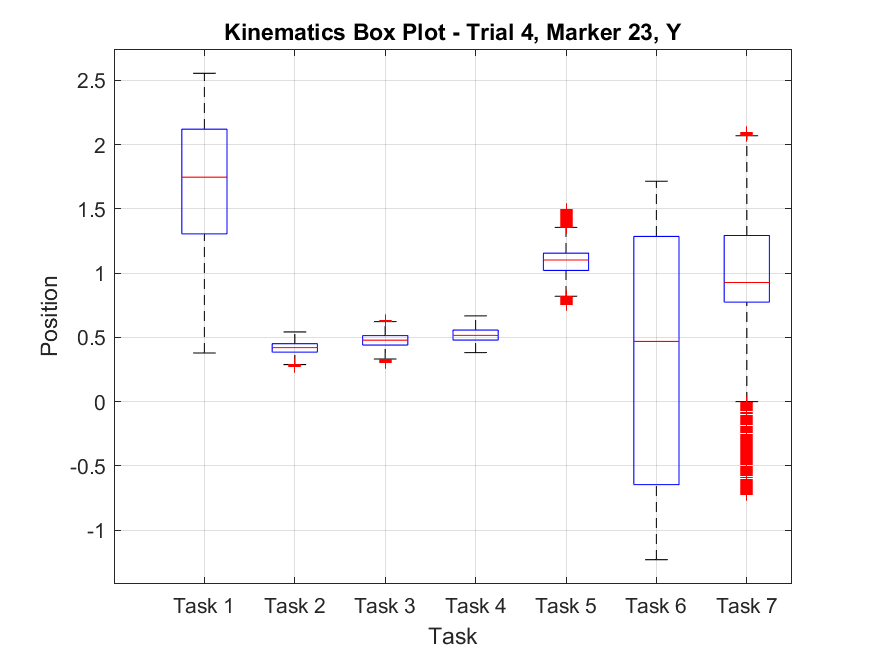 Kinematics Box Plot - Trial 4, Marker 23, Y
2.5
2
1.5
1
0.5
0
-0.5
-1
Position
Task 1 Task 2 Task 3 Task 4 Task 5 Task 6 Task 7
Task